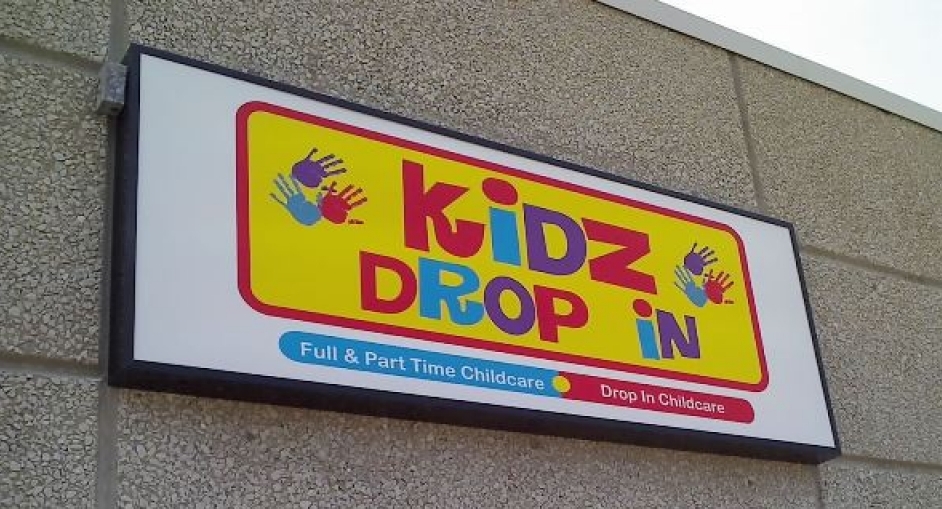 KiDZ
DROP iN
Full & Part Time Childcare
Drop In Childcare